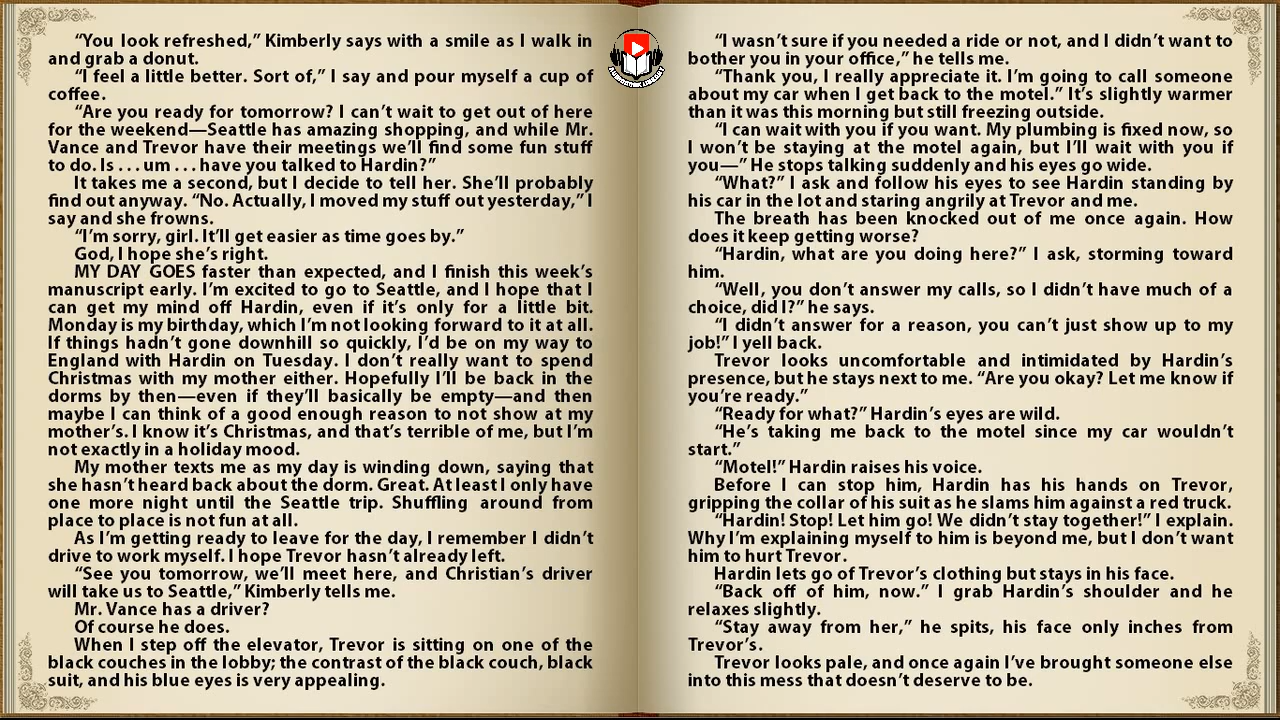 “You look refreshed,” Kimberly says with a smile as I walk in
and grab a donut.
“I feel a little better. Sort of,” I say and pour myself a cup of
coffee.
“Are you ready for tomorrow? I can’t wait to get out of here
for the weekend—Seattle has amazing shopping, and while Mr.
Vance and Trevor have their meetings we’ll find some fun stuff
to do. Is . . . um . . . have you talked to Hardin?”
It takes me a second, but I decide to tell her. She’ll probably
find out anyway. “No. Actually, I moved my stuff out yesterday,” I
say and she frowns.
“I’m sorry, girl. It’ll get easier as time goes by.”
God, I hope she’s right.
MY DAY GOES faster than expected, and I finish this week’s
manuscript early. I’m excited to go to Seattle, and I hope that I
can get my mind off Hardin, even if it’s only for a little bit.
Monday is my birthday, which I’m not looking forward to it at all.
If things hadn’t gone downhill so quickly, I’d be on my way to
England with Hardin on Tuesday. I don’t really want to spend
Christmas with my mother either. Hopefully I’ll be back in the
dorms by then—even if they’ll basically be empty—and then
maybe I can think of a good enough reason to not show at my
mother’s. I know it’s Christmas, and that’s terrible of me, but I’m
not exactly in a holiday mood.
My mother texts me as my day is winding down, saying that
she hasn’t heard back about the dorm. Great. At least I only have
one more night until the Seattle trip. Shuffling around from
place to place is not fun at all.
As I’m getting ready to leave for the day, I remember I didn’t
drive to work myself. I hope Trevor hasn’t already left.
“See you tomorrow, we’ll meet here, and Christian’s driver
will take us to Seattle,” Kimberly tells me.
Mr. Vance has a driver?
Of course he does.
When I step off the elevator, Trevor is sitting on one of the
black couches in the lobby; the contrast of the black couch, black
suit, and his blue eyes is very appealing.
“I wasn’t sure if you needed a ride or not, and I didn’t want to
bother you in your office,” he tells me.
“Thank you, I really appreciate it. I’m going to call someone
about my car when I get back to the motel.” It’s slightly warmer
than it was this morning but still freezing outside.
“I can wait with you if you want. My plumbing is fixed now, so
I won’t be staying at the motel again, but I’ll wait with you if
you—” He stops talking suddenly and his eyes go wide.
“What?” I ask and follow his eyes to see Hardin standing by
his car in the lot and staring angrily at Trevor and me.
The breath has been knocked out of me once again. How
does it keep getting worse?
“Hardin, what are you doing here?” I ask, storming toward
him.
“Well, you don’t answer my calls, so I didn’t have much of a
choice, did I?” he says.
“I didn’t answer for a reason, you can’t just show up to my
job!” I yell back.
Trevor looks uncomfortable and intimidated by Hardin’s
presence, but he stays next to me. “Are you okay? Let me know if
you’re ready.”
“Ready for what?” Hardin’s eyes are wild.
“He’s taking me back to the motel since my car wouldn’t
start.”
“Motel!” Hardin raises his voice.
Before I can stop him, Hardin has his hands on Trevor,
gripping the collar of his suit as he slams him against a red truck.
“Hardin! Stop! Let him go! We didn’t stay together!” I explain.
Why I’m explaining myself to him is beyond me, but I don’t want
him to hurt Trevor.
Hardin lets go of Trevor’s clothing but stays in his face.
“Back off of him, now.” I grab Hardin’s shoulder and he
relaxes slightly.
“Stay away from her,” he spits, his face only inches from
Trevor’s.
Trevor looks pale, and once again I’ve brought someone else
into this mess that doesn’t deserve to be.